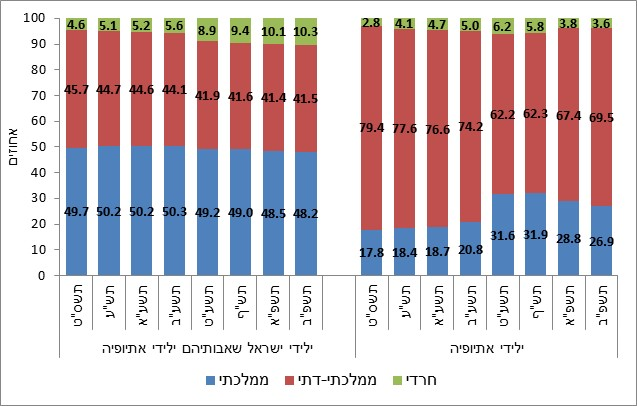 100
90
80
70
60
50
40
30
20
10
0
אחוזים
4.6 5.1 5.2 5.6 8.9 9.4 10.1 10.3 2.8 4.1 4.7 5.0 6.2 5.8 3.8 3.6
45.7 44.7 44.6 44.1 41.9 41.6 41.4 41.5 79.4 77.6 76.6 74.2 62.2 62.3 67.4 69.5
49.7 50.2 50.2 50.3 49.2 49.0 48.5 48.2 17.8 18.4 18.7 20.8 31.6 31.9 28.8 26.9
תשס"ט תש"ע תשע"א תשע"ב תשע"ט תש"ף תשפ"א תשפ"ב תשס"ט תש"ע תשע"א תשע"ב תשע"ט תש"ף תשפ"א תשפ"ב
ילידי ישראל שאבותיהם ילידי אתיופיה
ילידי אתיופיה
ממלכתי ממלכתי-דתי חרדי